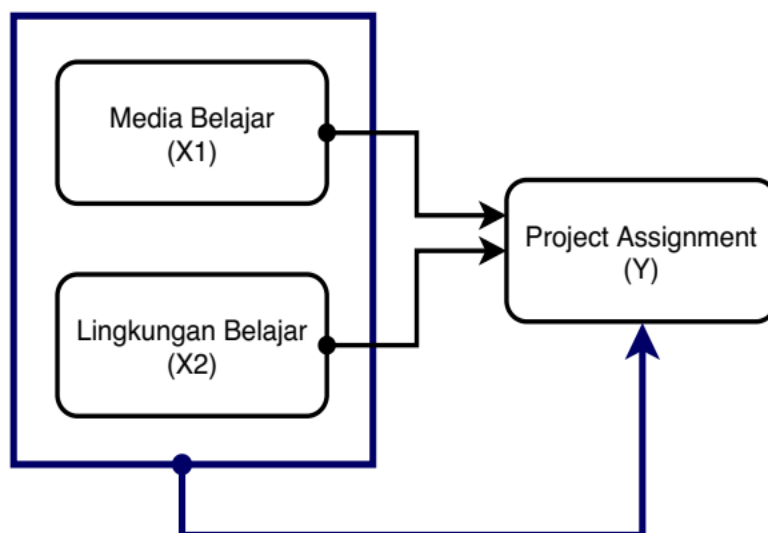 Media Belajar
(X1)
Lingkungan Belajar
(X2)
Project Assignment
(Y)